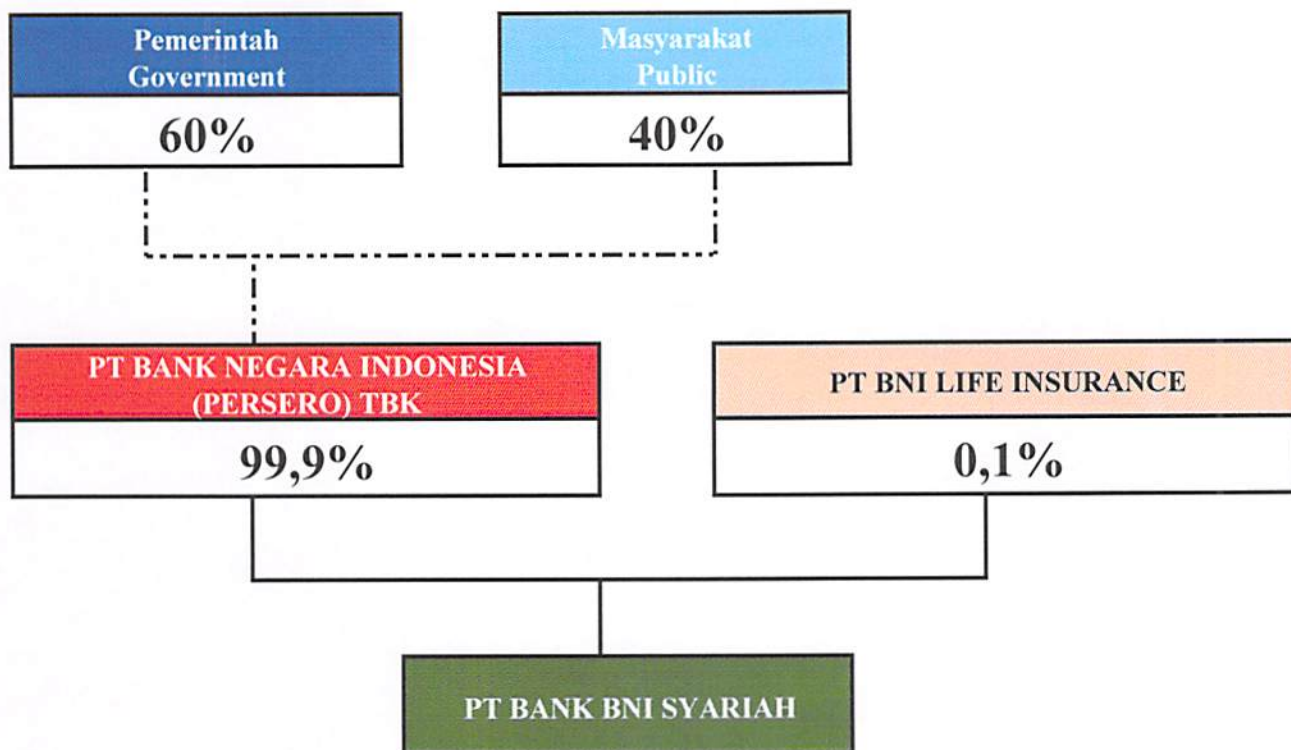 Pemerintah
Government
60%
Masyarakat
Public
40%
PT BANK NEGARA INDONESIA
(PERSERO) TBK
99,9%
PT BNI LIFE INSURANCE
0,1%
PT BANK BNI SYARIAH